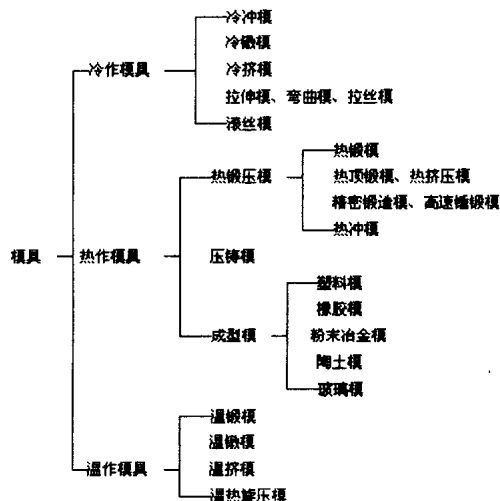 冷冲模
冷镦模
冷作模具
冷挤模
拉伸模、弯曲模、拉丝模
滚丝模
热锻模
热锻压模
热顶锻模、热挤压模
精密锻造模、高速锤锻模
热冲模
模具
热作模具
压铸模
塑料模
橡胶模
成型模
粉末冶金模
陶土模
玻璃模
温锻模
温镦模
温作模具
温挤模
温热旋压模